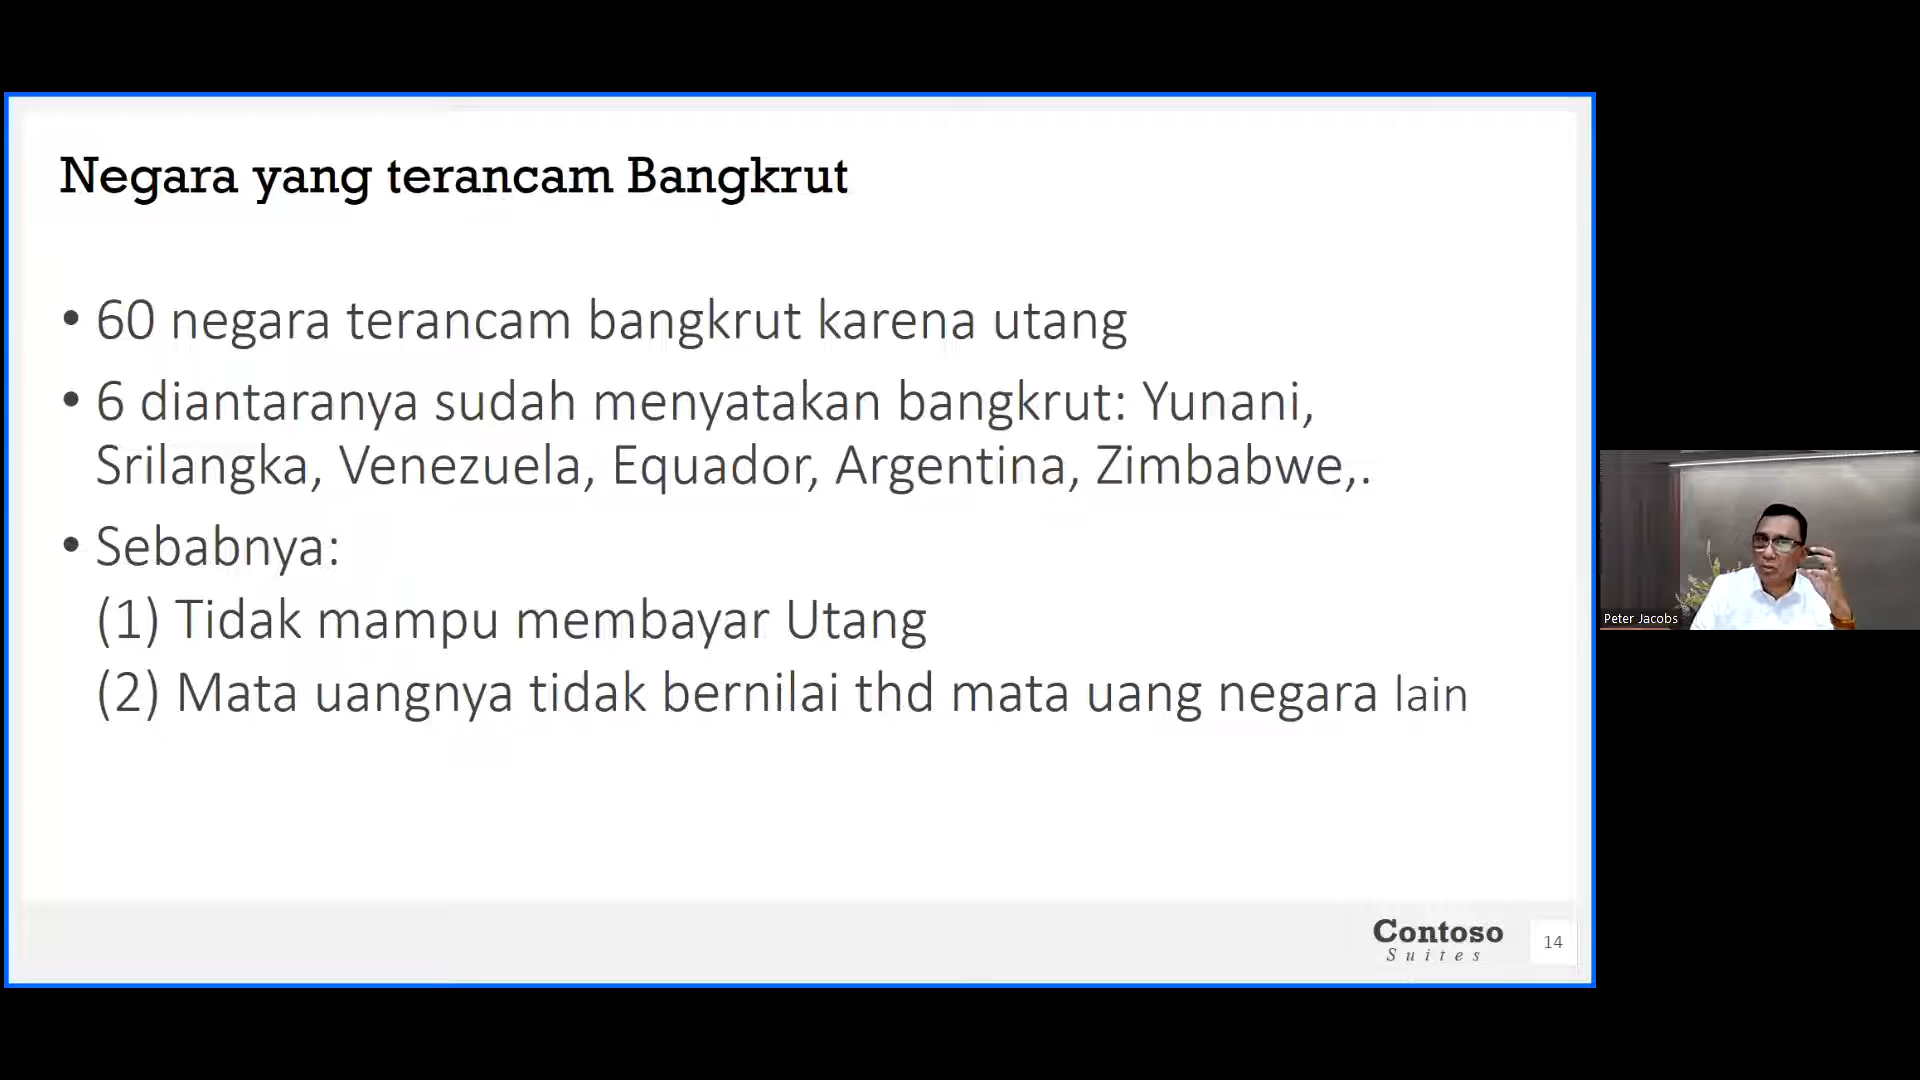 Negara yang terancam Bangkrut
• 60 negara terancam bangkrut karena utang
• 6 diantaranya sudah menyatakan bangkrut: Yunani,
Srilangka, Venezuela, Equador, Argentina, Zimbabwe,.
• Sebabnya:
(1) Tidak mampu membayar Utang
(2) Mata uangnya tidak bernilai thd mata uang negara lain
Contoso
Suites
14
Peter Jacobs